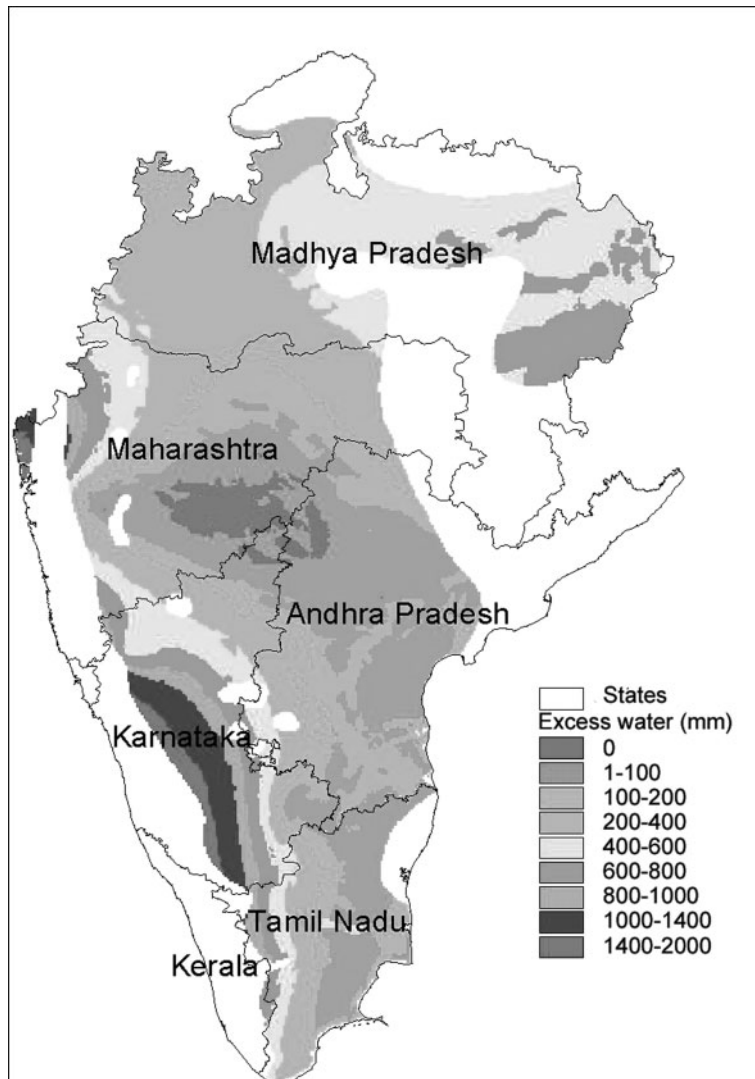 Madhya Pradesh
Maharashtra
Andhra Pradesh
Karnataka
Tamil Nadu
Kerala
States
Excess water (mm)
0
1-100
100-200
200-400
400-600
600-800
800-1000
1000-1400
1400-2000